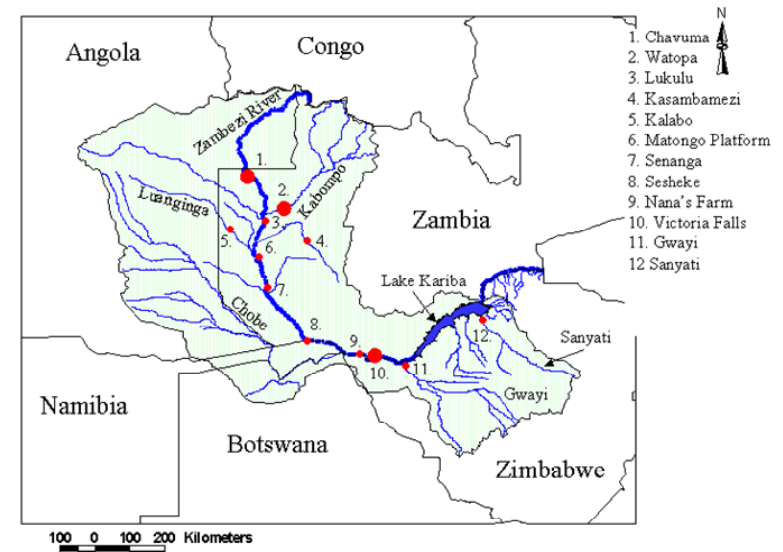 N
Angola
Congo
Zambezi River
1.
2.
Kabompo
Luanginga
3.
5.
4.
6.
Zambia
7.
Lake Kariba
Chobe
8.
9.
10.
11.
12.
Sanyati
Gwayi
Namibia
Botswana
Zimbabwe
1. Chavuma
2. Watopa
3. Lukulu
4. Kasambamezi
5. Kalabo
6. Matongo Platform
7. Senanga
8. Sesheke
9. Nana's Farm
10. Victoria Falls
11. Gwayi
12 Sanyati
100 0 100 200 Kilometers